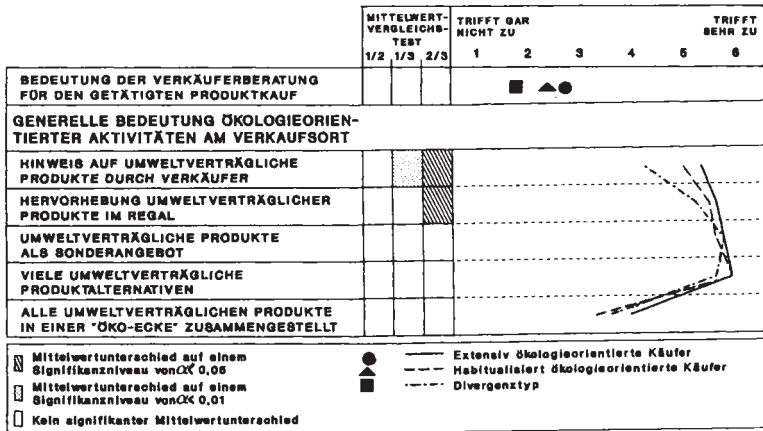 MITTELWERT-
VERGLEICHS-
TEST
1/2 1/3 2/3
TRIFFT GAR
NICHT ZU
TRIFFT
SEHR ZU
1 2 3 4 5 6
BEDEUTUNG DER VERKÄUFERBERATUNG
FÜR DEN GETÄTIGTEN PRODUKTKAUF
GENERELLE BEDEUTUNG ÖKOLOGIEORIEN-
TIERTER AKTIVITÄTEN AM VERKAUFSORT
HINWEIS AUF UMWELTVERTRÄGLICHE
PRODUKTE DURCH VERKÄUFER
HERVORHEBUNG UMWELTVERTRÄGLICHER
PRODUKTE IM REGAL
UMWELTVERTRÄGLICHE PRODUKTE
ALS SONDERANGEBOT
VIELE UMWELTVERTRÄGLICHE
PRODUKTALTERNATIVEN
ALLE UMWELTVERTRÄGLICHEN PRODUKTE
IN EINER "ÖKO-ECKE" ZUSAMMENGESTELLT
Mittelwertunterschied auf einem
Signifikanzniveau von α< 0,05
Mittelwertunterschied auf einem
Signifikanzniveau von α< 0,01
Kein signifikanter Mittelwertunterschied
Extensiv ökologieorientierte Käufer
Habitualisiert ökologieorientierte Käufer
Divergenztyp